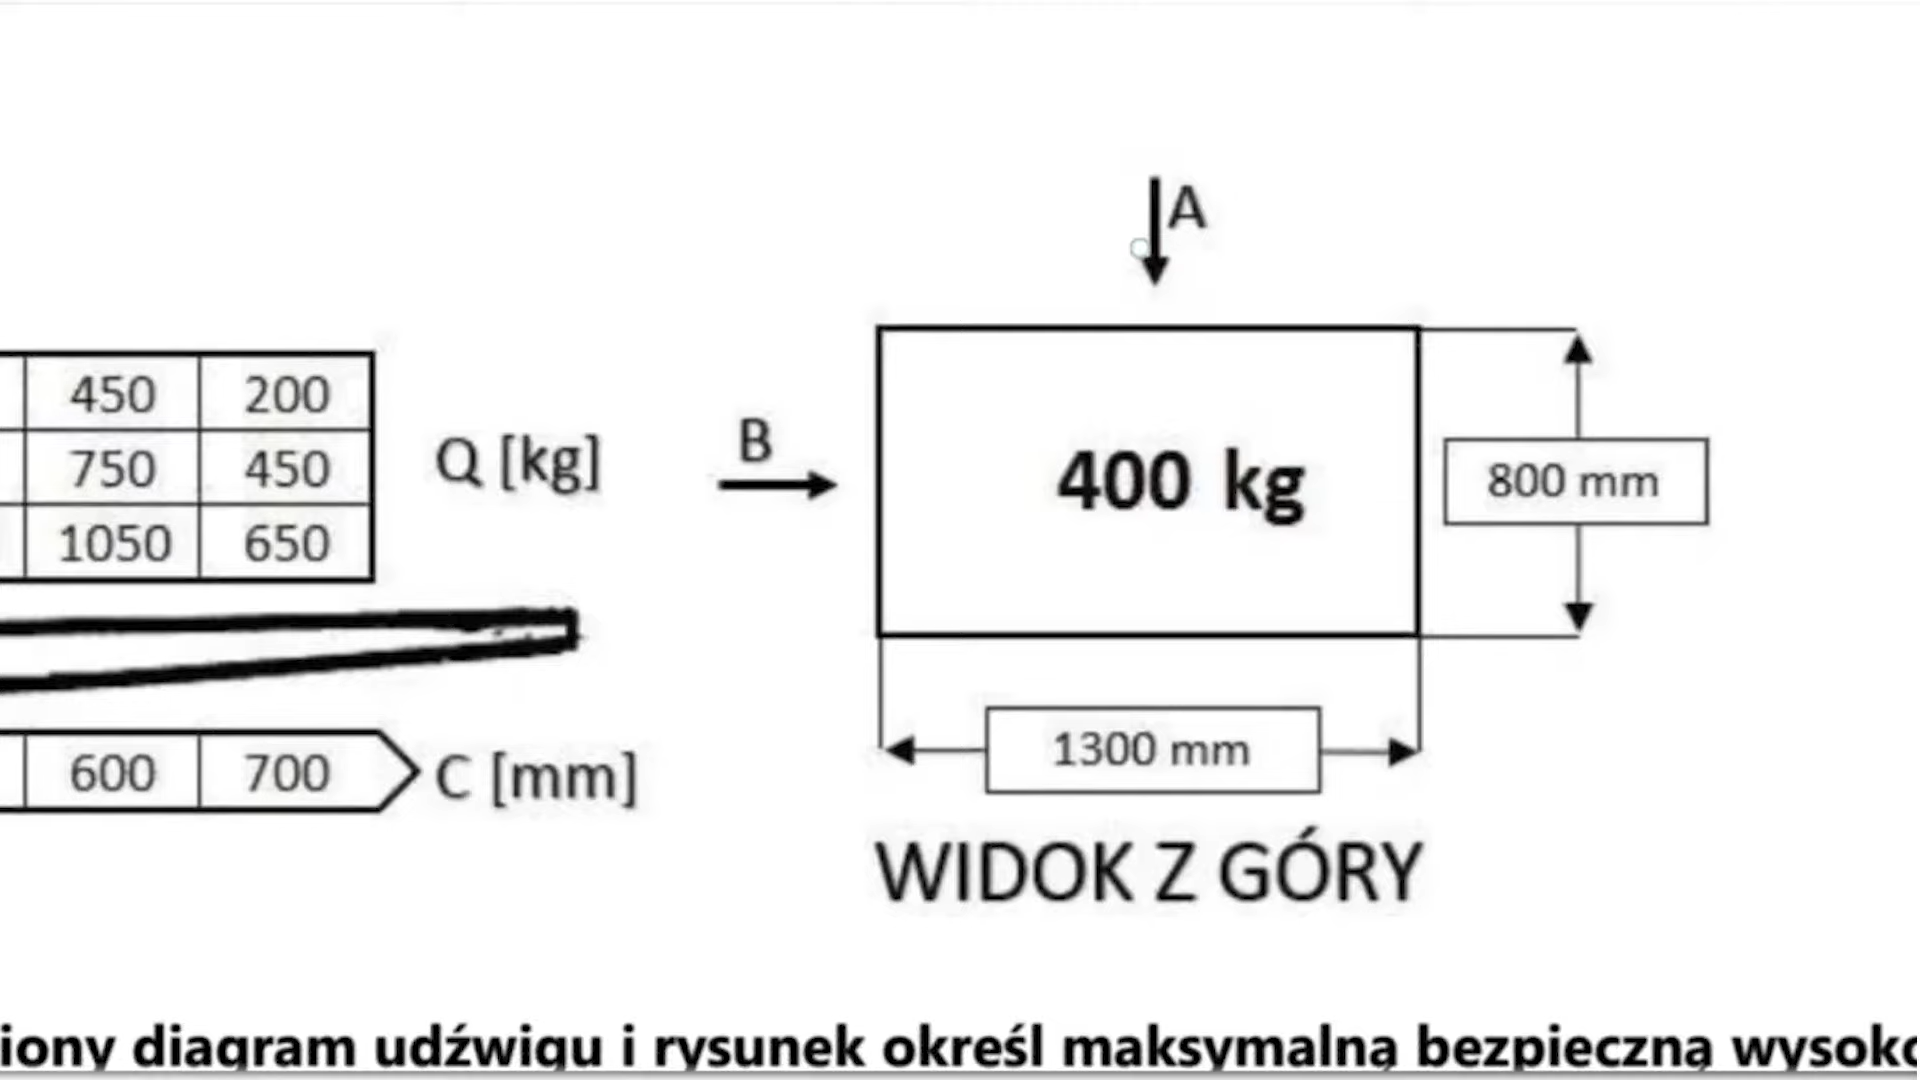 A
450 200
750 450
1050 650
Q [kg]
B
400 kg
800 mm
600 700
C [mm]
1300 mm
WIDOK Z GÓRY
diagram udźwigu i rysunek określ maksymalną bezpieczną